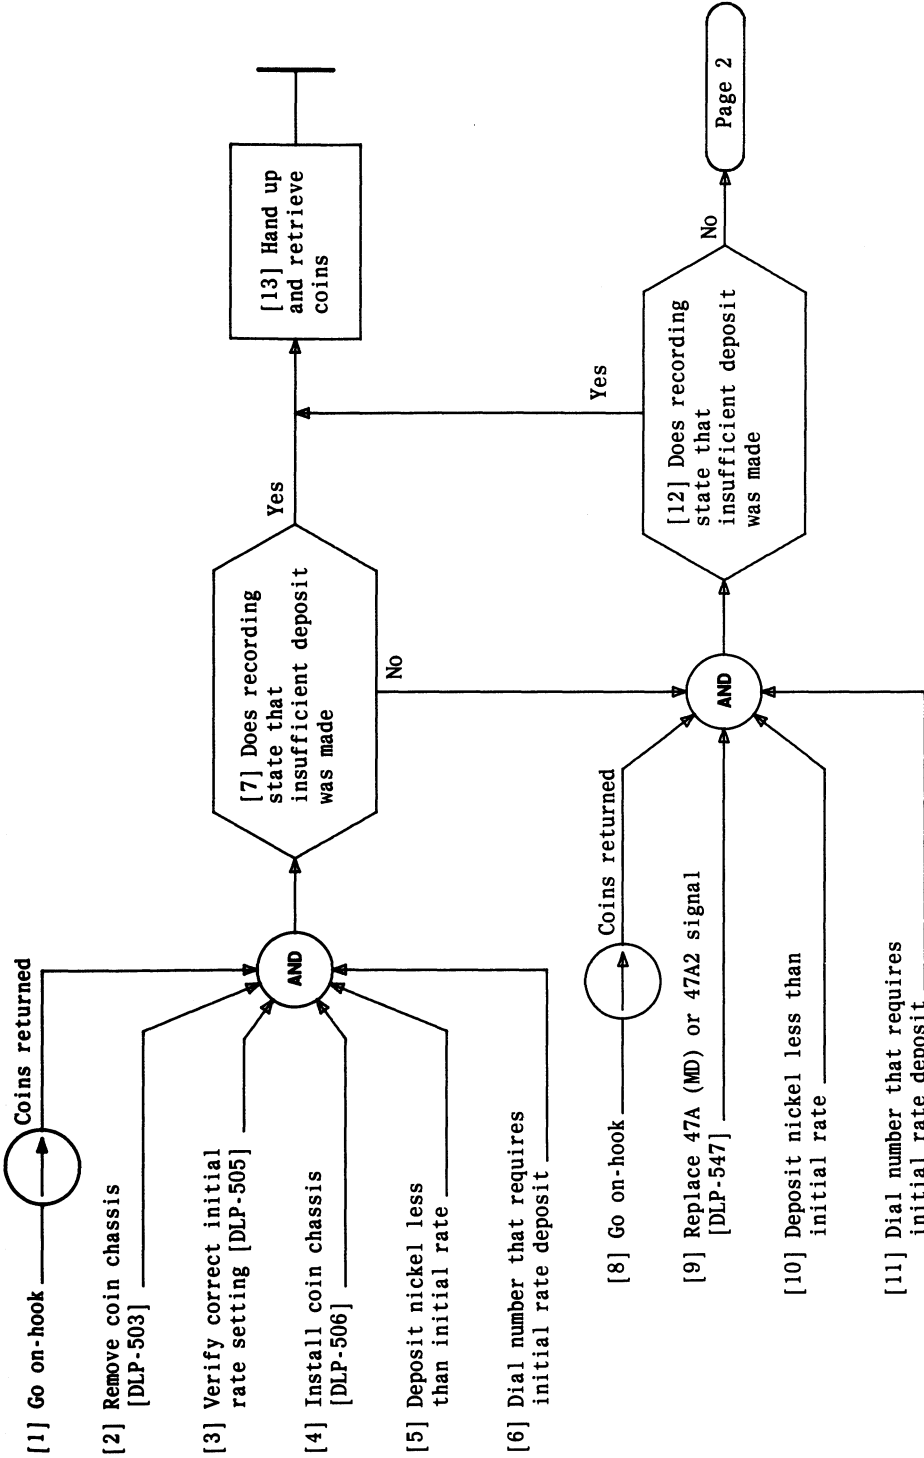 [1] Go on-hook
Coins returned
[2] Remove coin chassis
[DLP-503]
[3] Verify correct initial
rate setting [DLP-505]
[4] Install coin chassis
[DLP-506]
[5] Deposit nickel less
than initial rate
[6] Dial number that requires
initial rate deposit
AND
[7] Does recording
state that
insufficient deposit
was made
Yes
No
[13] Hand up
and retrieve
coins
[8] Go on-hook
Coins returned
[9] Replace 47A (MD) or 47A2 signal
[DLP-547]
[10] Deposit nickel less than
initial rate
[11] Dial number that requires
initial rate deposit
AND
[12] Does recording
state that
insufficient deposit
was made
Yes
No
Page 2